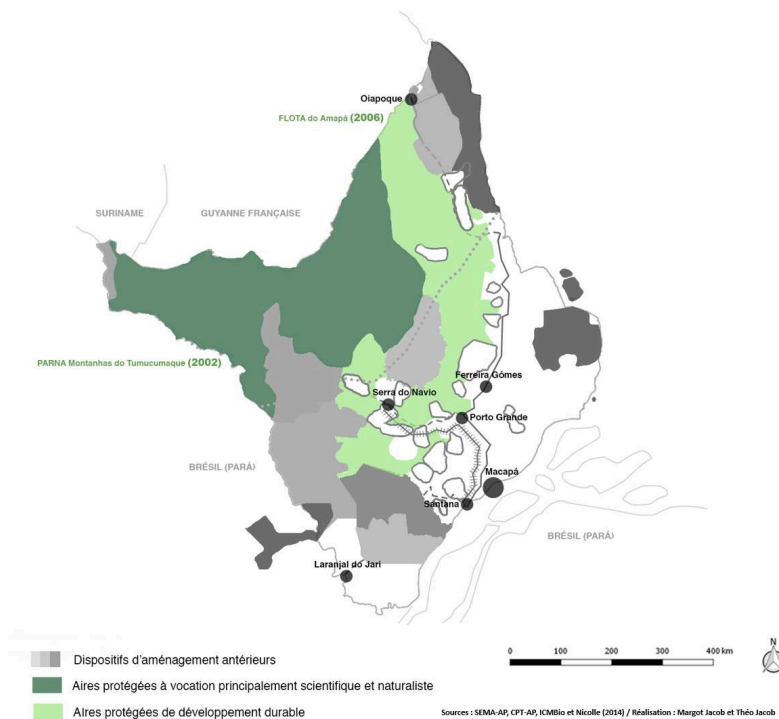 Oiapoque
FLOTA do Amapá (2006)
SURINAME
GUYANNE FRANÇAISE
PARNA Montanhas do Tumucumaque (2002)
Ferreira Gómes
Serra do Navio
Porto Grande
BRÉSIL (PARÁ)
Macapá
Santana
BRÉSIL (PARÁ)
Laranjal do Jari
N
Dispositifs d'aménagement antérieurs
0 100 200 300 400 km
Aires protégées à vocation principalement scientifique et naturaliste
AIres protégées de développement durable
Sources : SEMA-AP, CPT-AP, ICMBio et Nicolle (2014) / Réalisation : Margot Jacob et Théo Jacob